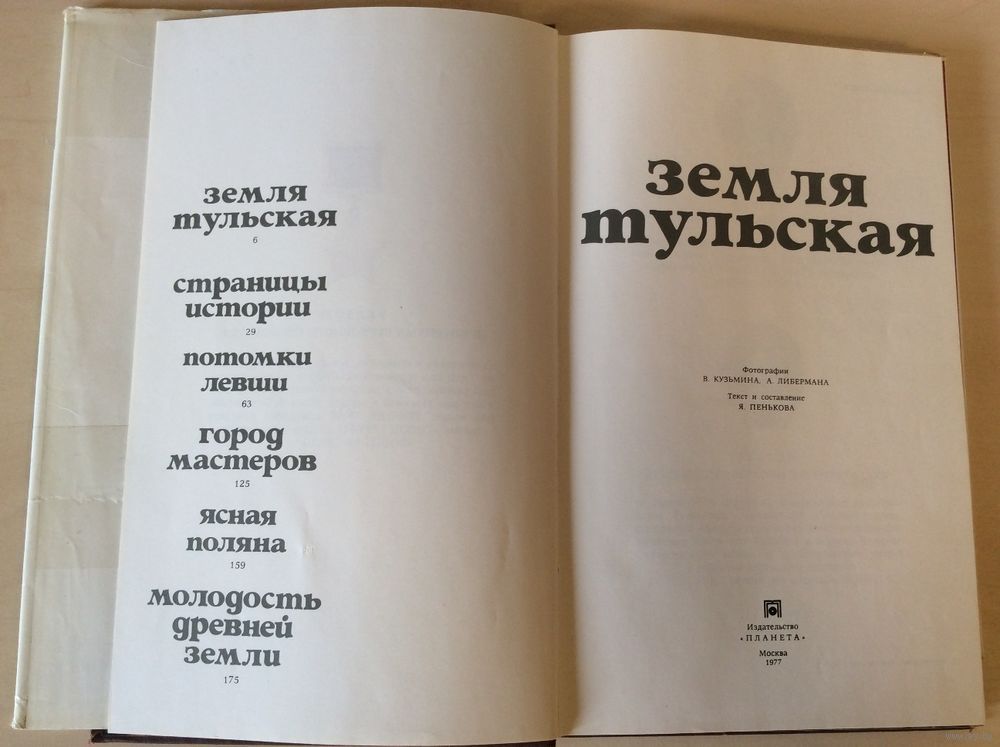 земля
тульская
6
страницы
истории
29
потомки
левши
63
город
мастеров
125
ясная
поляна
159
молодость
древней
земли
175
земля
тульская
Фотографии
В. КУЗЬМИНА, А. ЛИБЕРМАНА
Текст и составление
Я. ПЕНЬКОВА
Издательство
«ПЛАНЕТА»
Москва
1977